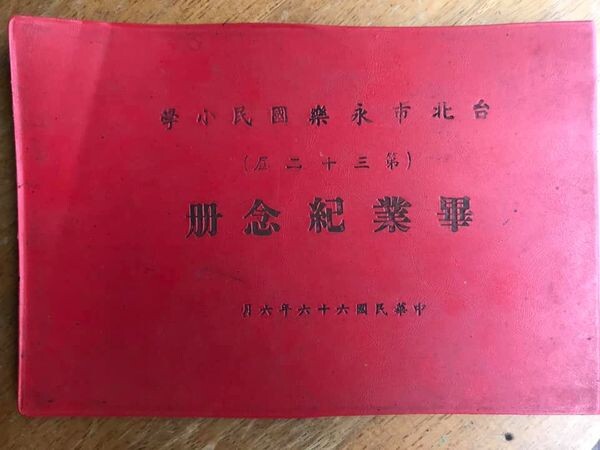 台北市永樂國民小學
(第三十二屆)
畢業紀念册
中華民國六十六年六月